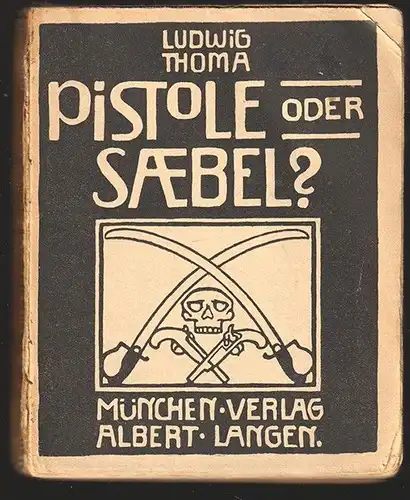 LUDWiG
THOMA
PiSTOLE ODER
SÆBEL?
MÜNCHEN·VERLAG
ALBERT·LANGEN.